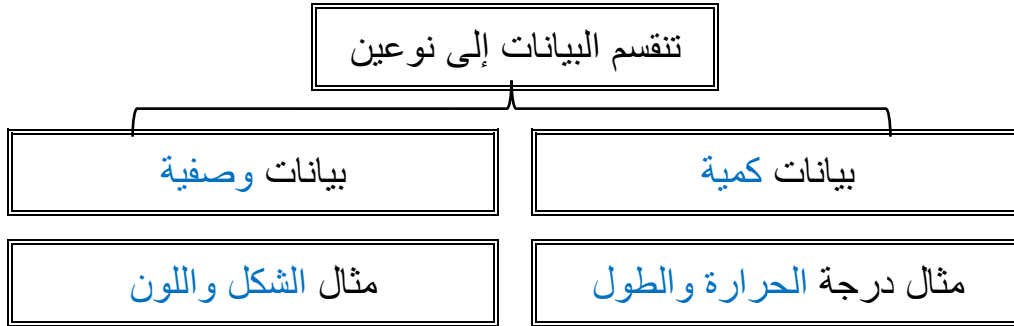 تنقسم البيانات إلى نوعين
بيانات كمية
بيانات وصفية
مثال درجة الحرارة والطول
مثال الشكل واللون